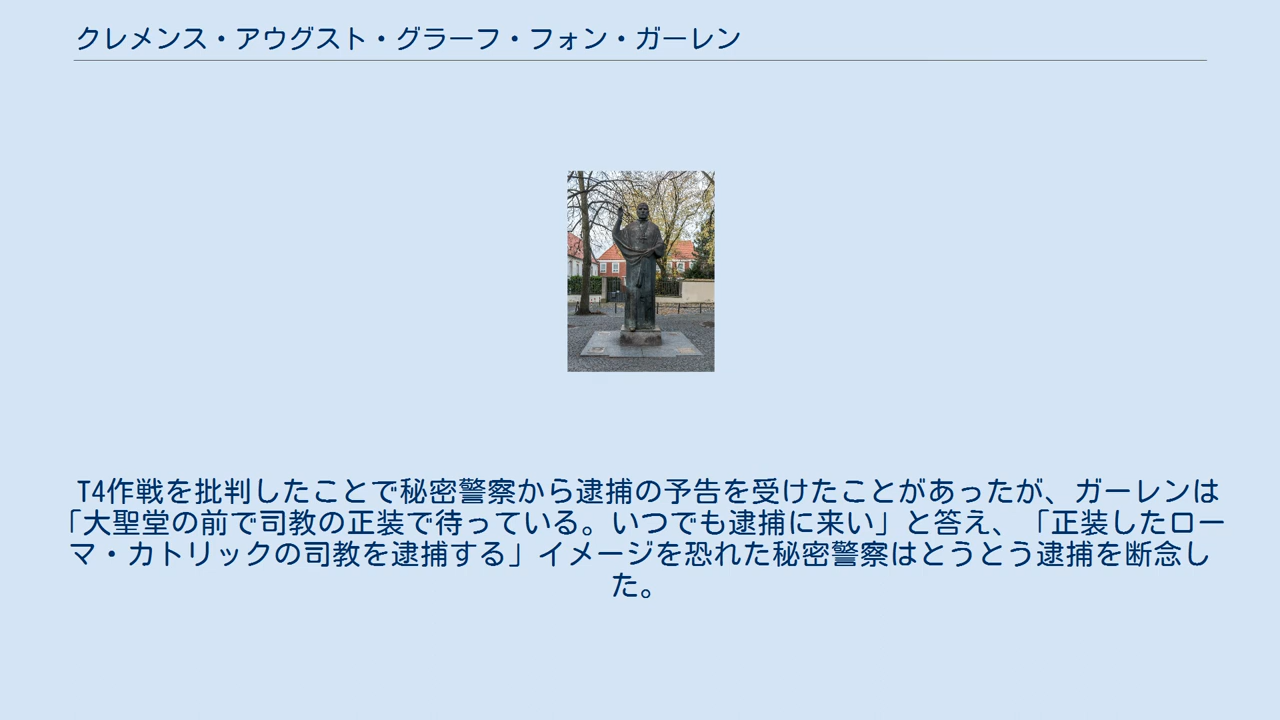 クレメンス・アウグスト・グラーフ・フォン・ガーレン
T4作戦を批判したことで秘密警察から逮捕の予告を受けたことがあったが、ガーレンは
「大聖堂の前で司教の正装で待っている。いつでも逮捕に来い」と答え、「正装したロー
マ・カトリックの司教を逮捕する」イメージを恐れた秘密警察はとうとう逮捕を断念し
た。